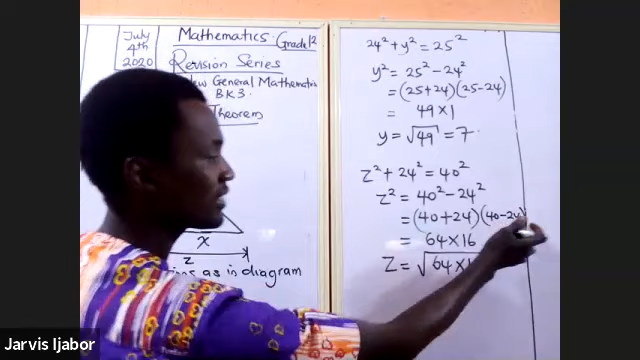 July
4th
2020
Mathematics Grade 12
Revision Series
New General Mathematics
BK3
Theorem
x
z
as in diagram
24² + y² = 25²
y² = 25² - 24²
= (25+24)(25-24)
= 49 × 1
y = √49 = 7
z² + 24² = 40²
z² = 40² - 24²
= (40+24)(40-24)
= 64 × 16
z = √64 ×
Jarvis Ijabor